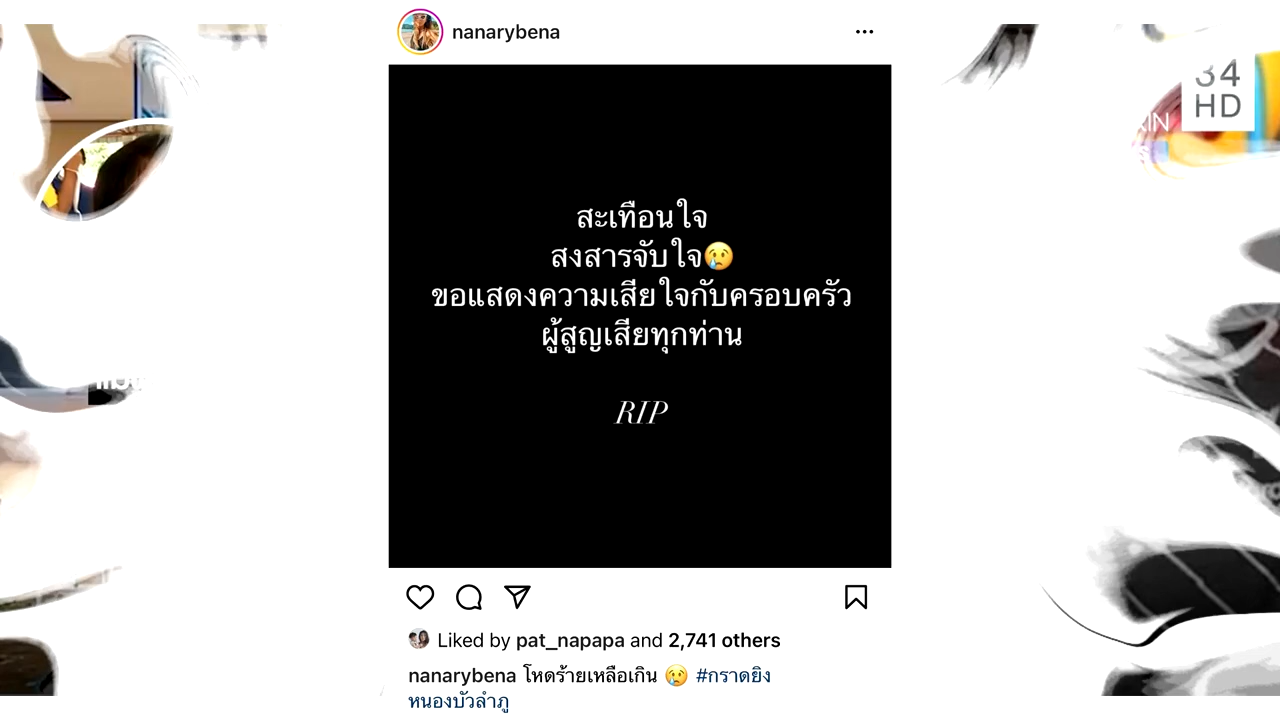 nanarybena
34
HD
สะเทือนใจ
สงสารจับใจ😢
ขอแสดงความเสียใจกับครอบครัว
ผู้สูญเสียทุกท่าน
RIP
Liked by pat_napapa and 2,741 others
nanarybena โหดร้ายเหลือเกิน 😢 #กราดยิง
หนองบัวลำภู